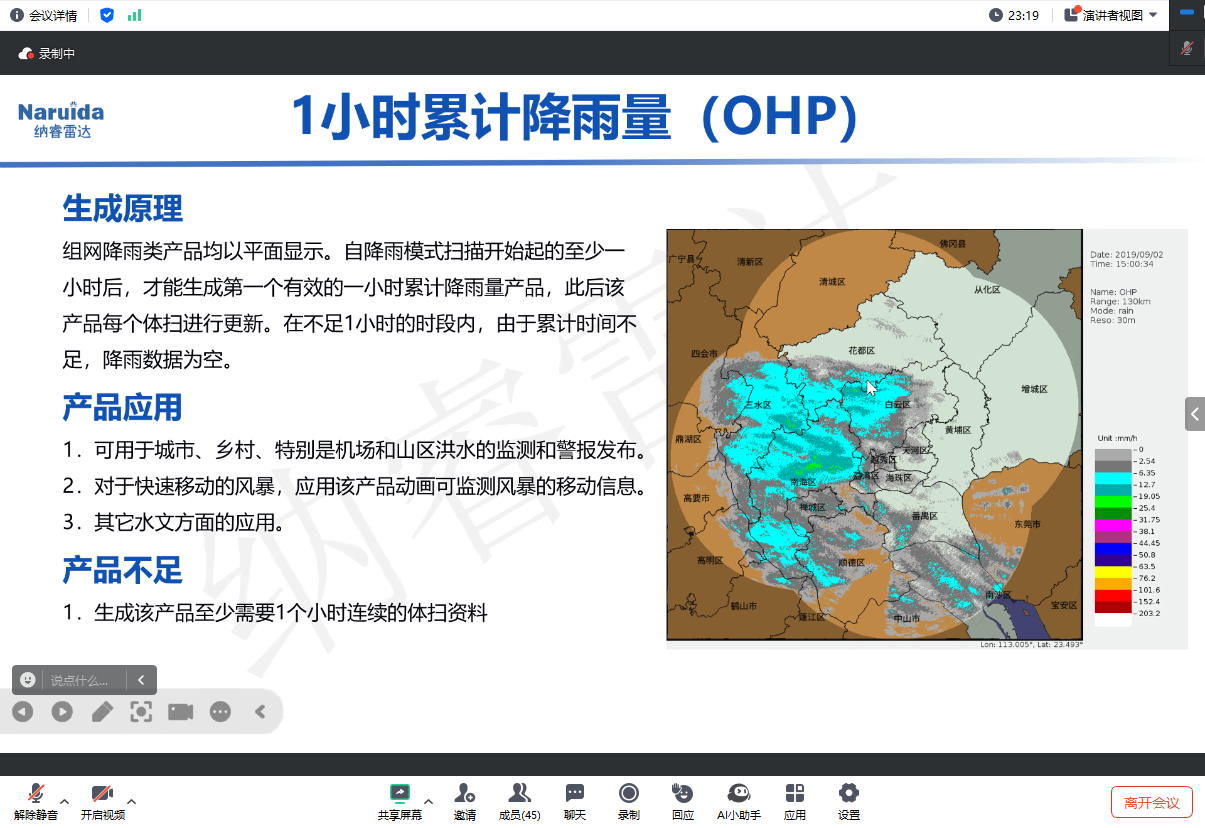 会议详情
23:19
演讲者视图
录制中
Naruida
纳睿雷达
1小时累计降雨量（OHP）
生成原理
组网降雨类产品均以平面显示。自降雨模式扫描开始起的至少一
小时后，才能生成第一个有效的一小时累计降雨量产品，此后该
产品每个体扫进行更新。在不足1小时的时段内，由于累计时间不
足，降雨数据为空。
产品应用
1. 可用于城市、乡村、特别是机场和山区洪水的监测和警报发布。
2. 对于快速移动的风暴，应用该产品动画可监测风暴的移动信息。
3. 其它水文方面的应用。
产品不足
1. 生成该产品至少需要1个小时连续的体扫资料
纳睿雷达
佛冈县
广宁县
清新区
清城区
从化区
四会市
花都区
增城区
三水区
白云区
黄埔区
鼎湖区
天河区
越秀区
荔湾区
海珠区
南海区
高要市
禅城区
番禺区
东莞市
高明区
顺德区
南沙区
鹤山市
宝安区
蓬江区
中山市
Date: 2019/09/02
Time: 15:00:34
Name: OHP
Range: 130km
Mode: rain
Reso: 30m
Unit :mm/h
0
2.54
6.35
12.7
19.05
25.4
31.75
38.1
44.45
50.8
63.5
76.2
101.6
152.4
203.2
Lon: 113.005°, Lat: 23.493°
说点什么...
解除静音
开启视频
共享屏幕
邀请
成员(45)
聊天
录制
回应
AI小助手
应用
设置
离开会议